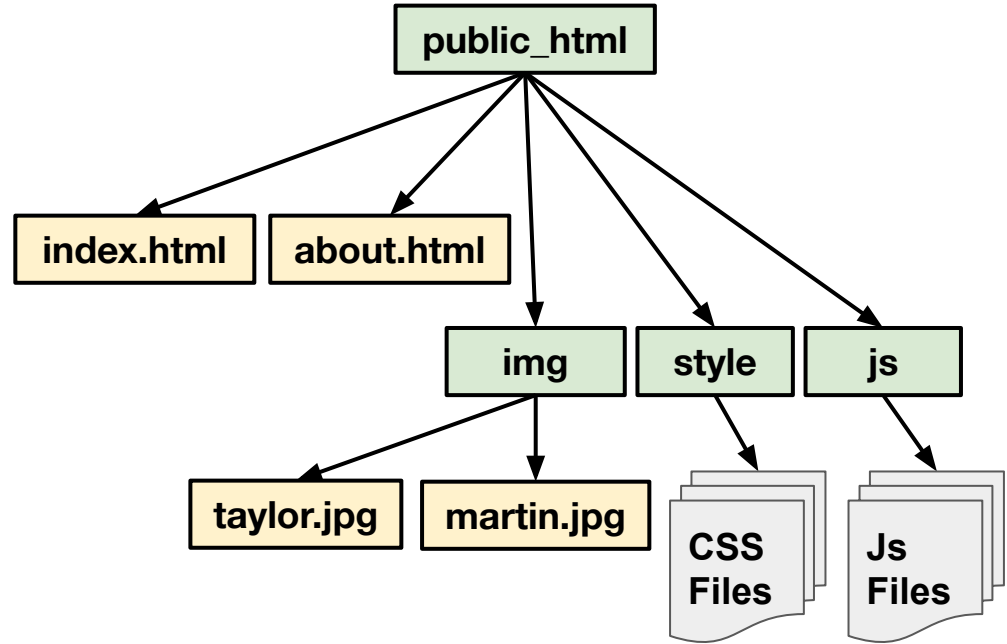 public_html
index.html
about.html
img
style
js
taylor.jpg
martin.jpg
CSS
Files
Js
Files